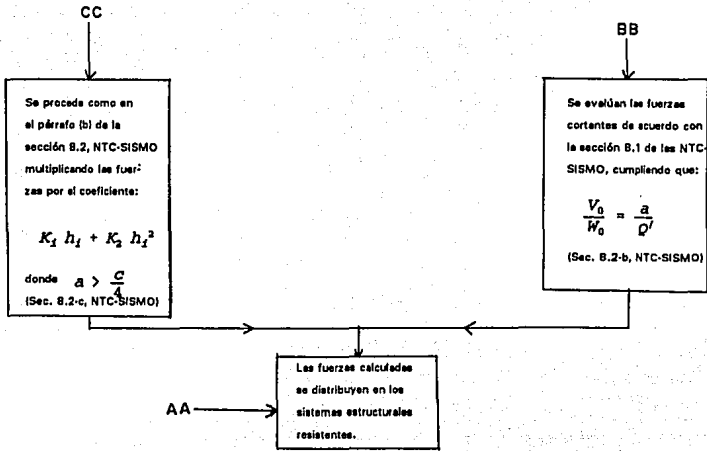 CC
Se procede como en
el párrafo (b) de la
sección 8.2, NTC-SISMO
multiplicando las fuer-
zas por el coeficiente:
K₁ h₁ + K₂ h₁²
donde a > c/4
(Sec. 8.2-c, NTC-SISMO)
BB
Se evalúan las fuerzas
cortantes de acuerdo con
la sección 8.1 de las NTC-
SISMO, cumpliendo que:
V₀/W₀ = a/Q'
(Sec. 8.2-b, NTC-SISMO)
AA
Las fuerzas calculadas
se distribuyen en los
sistemas estructurales
resistentes.